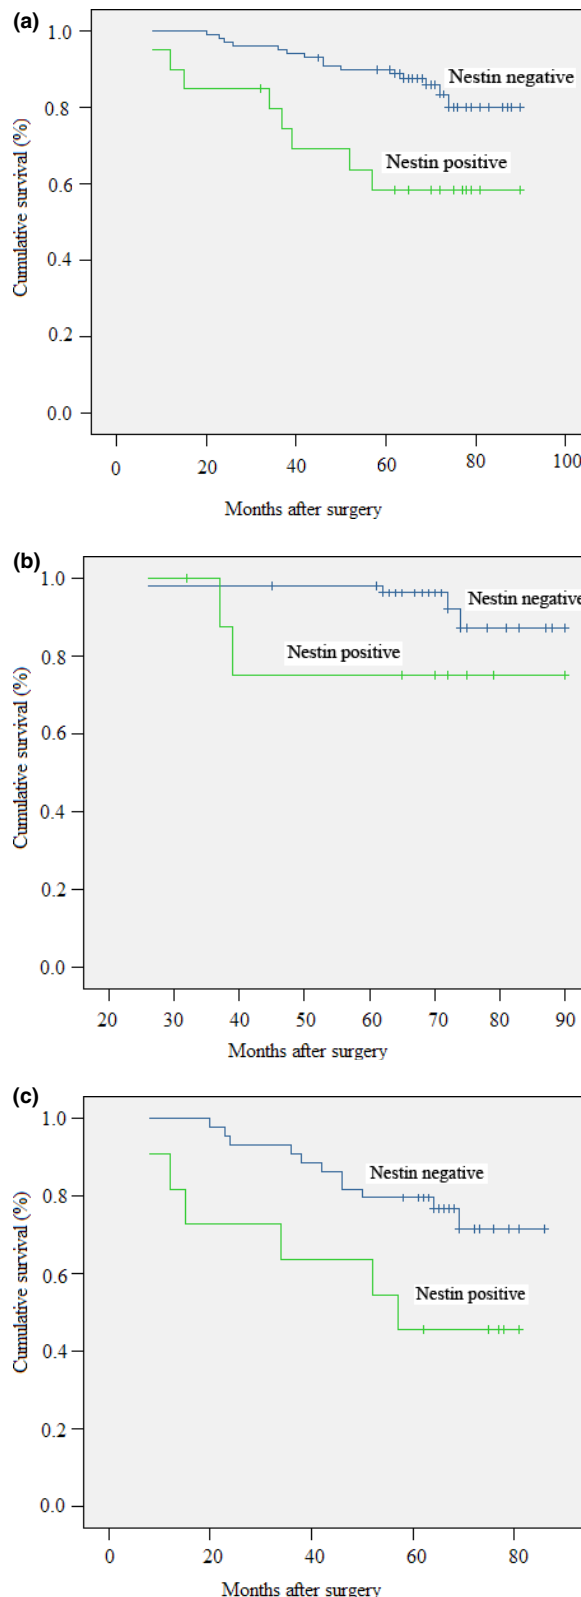 (a)
1.0
0.8
0.6
0.4
0.2
0.0
Cumulative survival (%)
Nestin negative
Nestin positive
0 20 40 60 80 100
Months after surgery
(b)
1.0
0.8
0.6
0.4
0.2
0.0
Cumulative survival (%)
Nestin negative
Nestin positive
20 30 40 50 60 70 80 90
Months after surgery
(c)
1.0
0.8
0.6
0.4
0.2
0.0
Cumulative survival (%)
Nestin negative
Nestin positive
0 20 40 60 80
Months after surgery